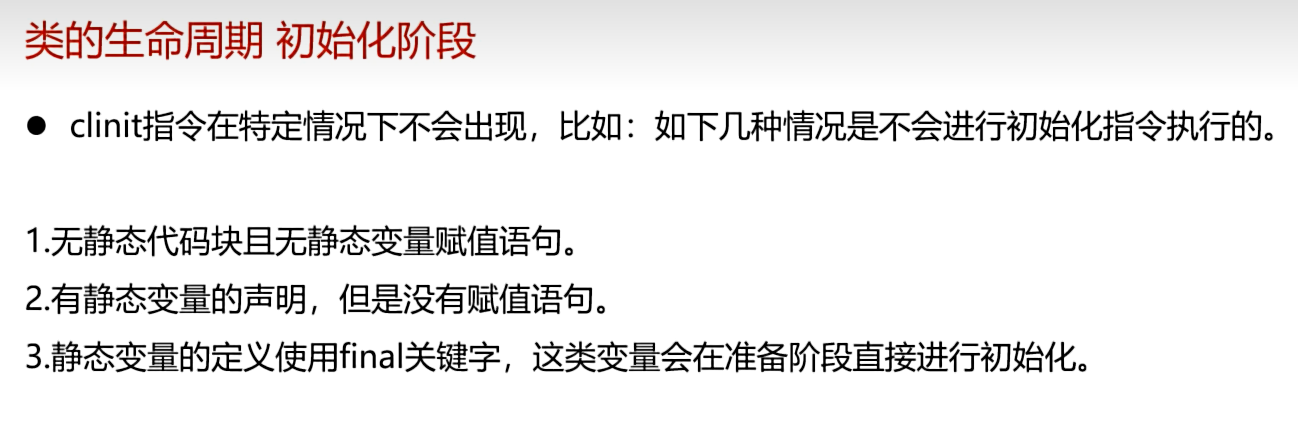 类的生命周期 初始化阶段
● clinit指令在特定情况下不会出现，比如：如下几种情况是不会进行初始化指令执行的。
1.无静态代码块且无静态变量赋值语句。
2.有静态变量的声明，但是没有赋值语句。
3.静态变量的定义使用final关键字，这类变量会在准备阶段直接进行初始化。